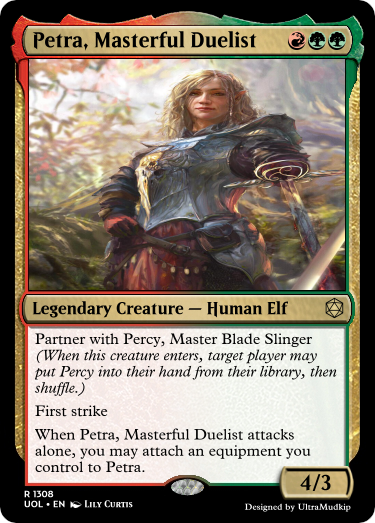 Petra, Masterful Duelist
Legendary Creature — Human Elf
Partner with Percy, Master Blade Slinger
(When this creature enters, target player may
put Percy into their hand from their library, then
shuffle.)
First strike
When Petra, Masterful Duelist attacks
alone, you may attach an equipment you
control to Petra.
4/3
R 1308
UOL • EN Lily Curtis
Designed by UltraMudkip